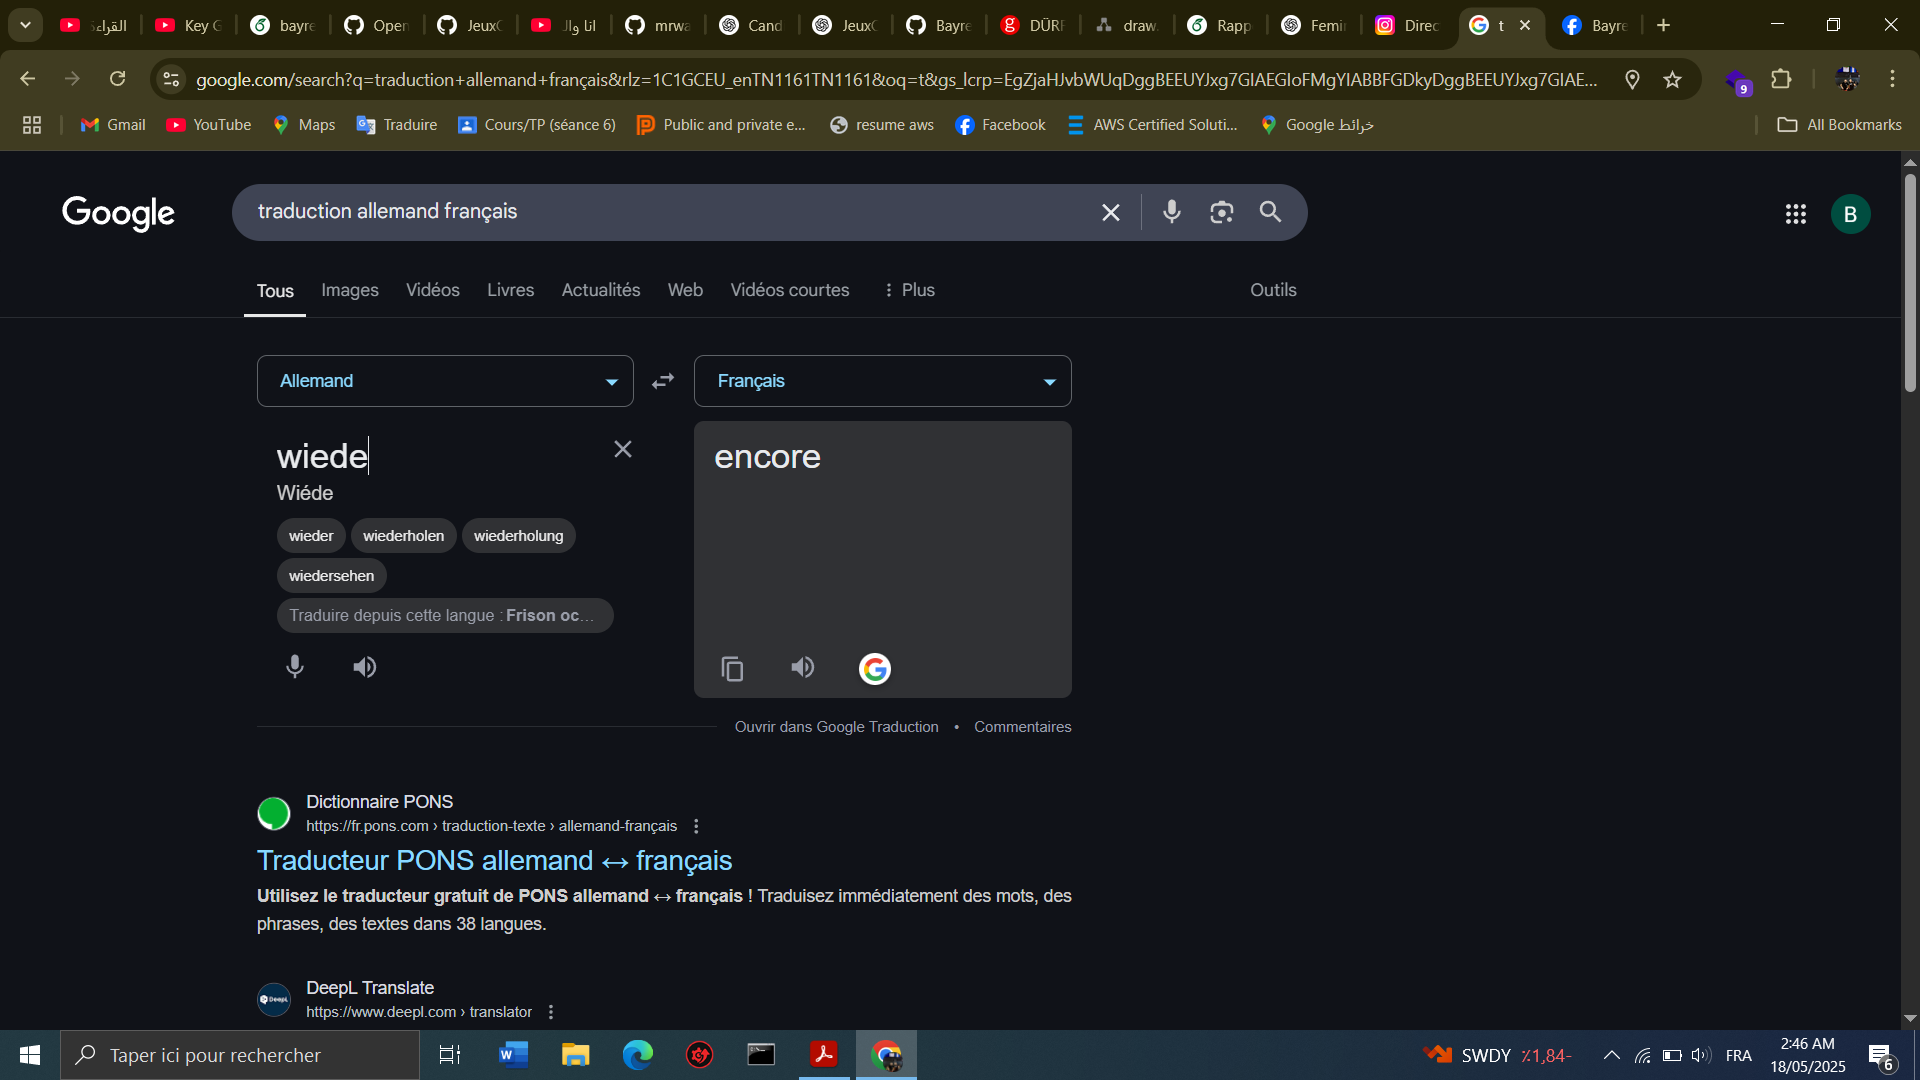 القراءة
Key G
bayre
Open
JeuxC
انا وال
mrwa
Cand
JeuxC
Bayre
DÜRR
draw.
Rapp
Femin
Direc
t
Bayre
google.com/search?q=traduction+allemand+français&rlz=1C1GCEU_enTN1161TN1161&oq=t&gs_lcrp=EgZjaHJvbWUqDggBEEUYJxg7GIAEGIoFMgYIABBFGDkyDggBEEUYJxg7GIAE...
9
Gmail
YouTube
Maps
Traduire
Cours/TP (séance 6)
Public and private e...
resume aws
Facebook
AWS Certified Soluti...
خرائط Google
All Bookmarks
Google
traduction allemand français
B
Tous
Images
Vidéos
Livres
Actualités
Web
Vidéos courtes
Plus
Outils
Allemand
Français
wiede
encore
Wiéde
wieder
wiederholen
wiederholung
wiedersehen
Traduire depuis cette langue : Frison oc...
Ouvrir dans Google Traduction • Commentaires
Dictionnaire PONS
https://fr.pons.com › traduction-texte › allemand-français
Traducteur PONS allemand ↔ français
Utilisez le traducteur gratuit de PONS allemand ↔ français ! Traduisez immédiatement des mots, des
phrases, des textes dans 38 langues.
DeepL
DeepL Translate
https://www.deepl.com › translator
Taper ici pour rechercher
SWDY ٪1,84-
FRA
2:46 AM
18/05/2025
6